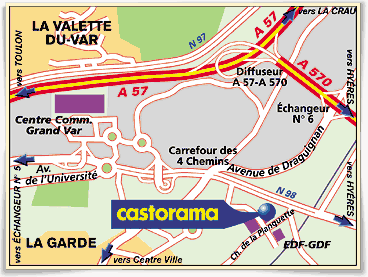 LA VALETTE
DU-VAR
vers TOULON
N 97
A 57
vers LA CRAU
A 57
Diffuseur
A 57-A 570
A 570
vers HYÈRES
Centre Comm.
Grand Var
Échangeur
N° 6
Carrefour des
4 Chemins
Avenue de Draguignan
Av.
de l'Université
vers ÉCHANGEUR N° 5
N 98
vers HYÈRES
castorama
Ch. de la Planquette
EDF-GDF
LA GARDE
vers Centre Ville